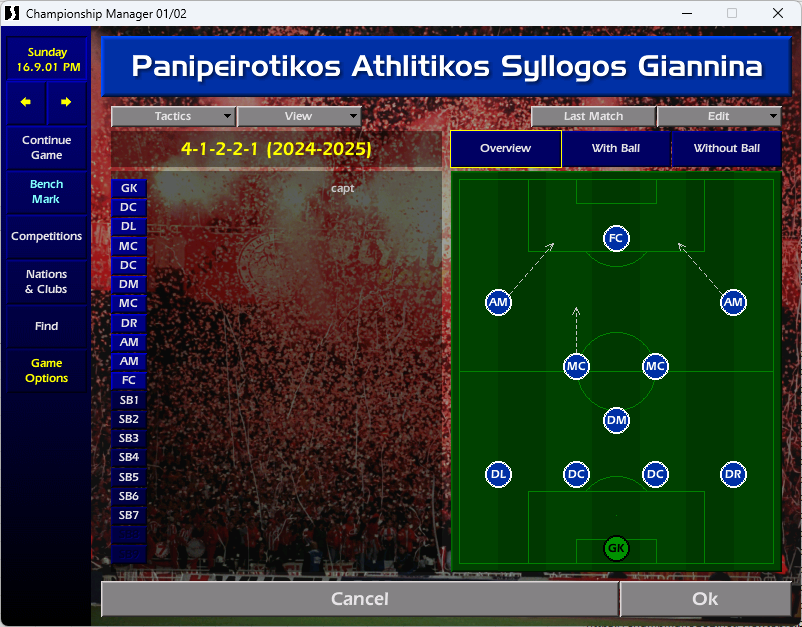 Championship Manager 01/02
Sunday
16.9.01 PM
Panipeirotikos Athlitikos Syllogos Giannina
Tactics
View
Last Match
Edit
Continue
Game
Bench
Mark
Competitions
Nations
& Clubs
Find
Game
Options
4-1-2-2-1 (2024-2025)
Overview
With Ball
Without Ball
GK
capt
DC
DL
MC
DC
DM
MC
DR
AM
AM
FC
SB1
SB2
SB3
SB4
SB5
SB6
SB7
FC
AM
AM
MC
MC
DM
DL
DC
DC
DR
GK
Cancel
Ok